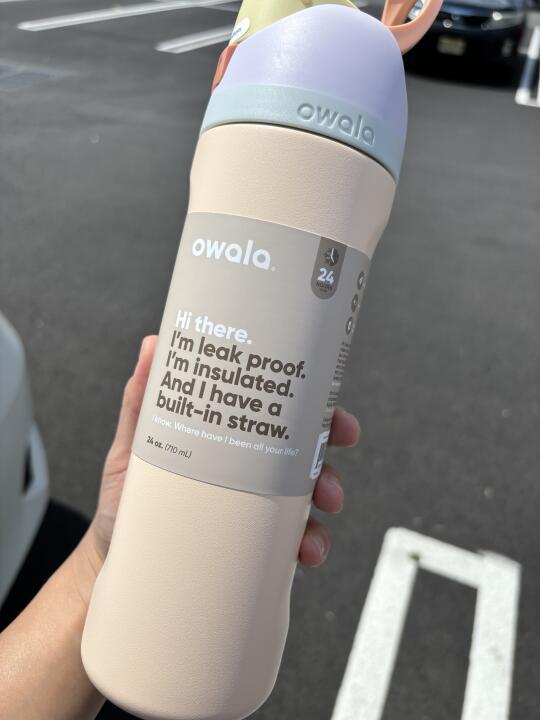 owala
owala.
24
Hi there.
I'm leak proof.
I'm insulated.
And I have a
built-in straw.
I know. Where have I been all your life?
24 oz. (710 mL)